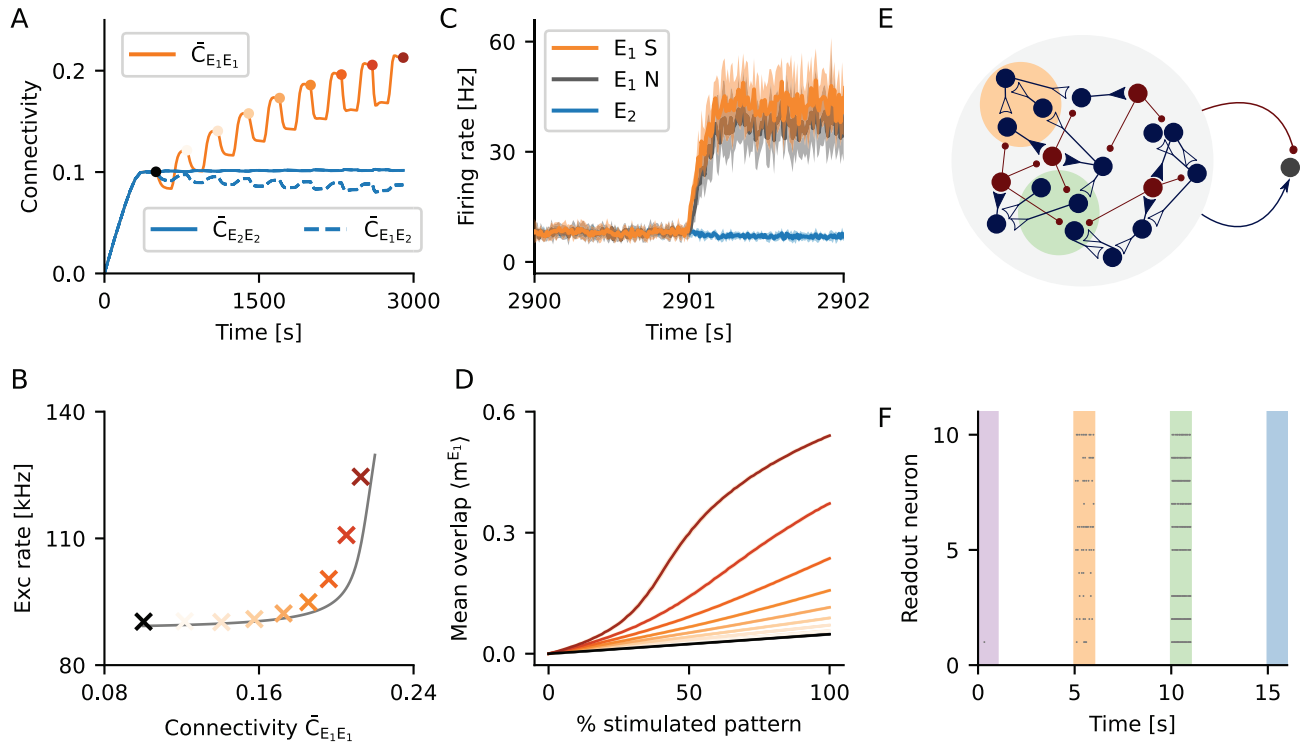 A
Connectivity
0.2
0.1
0.0
C̄E₁E₁
C̄E₂E₂
C̄E₁E₂
0
1500
3000
Time [s]
C
Firing rate [Hz]
60
30
0
E₁ S
E₁ N
E₂
2900
2901
2902
Time [s]
E
B
Exc rate [kHz]
140
110
80
0.08
0.16
0.24
Connectivity C̄E₁E₁
D
Mean overlap ⟨mᴱ¹⟩
0.6
0.3
0.0
0
50
100
% stimulated pattern
F
Readout neuron
10
5
0
0
5
10
15
Time [s]